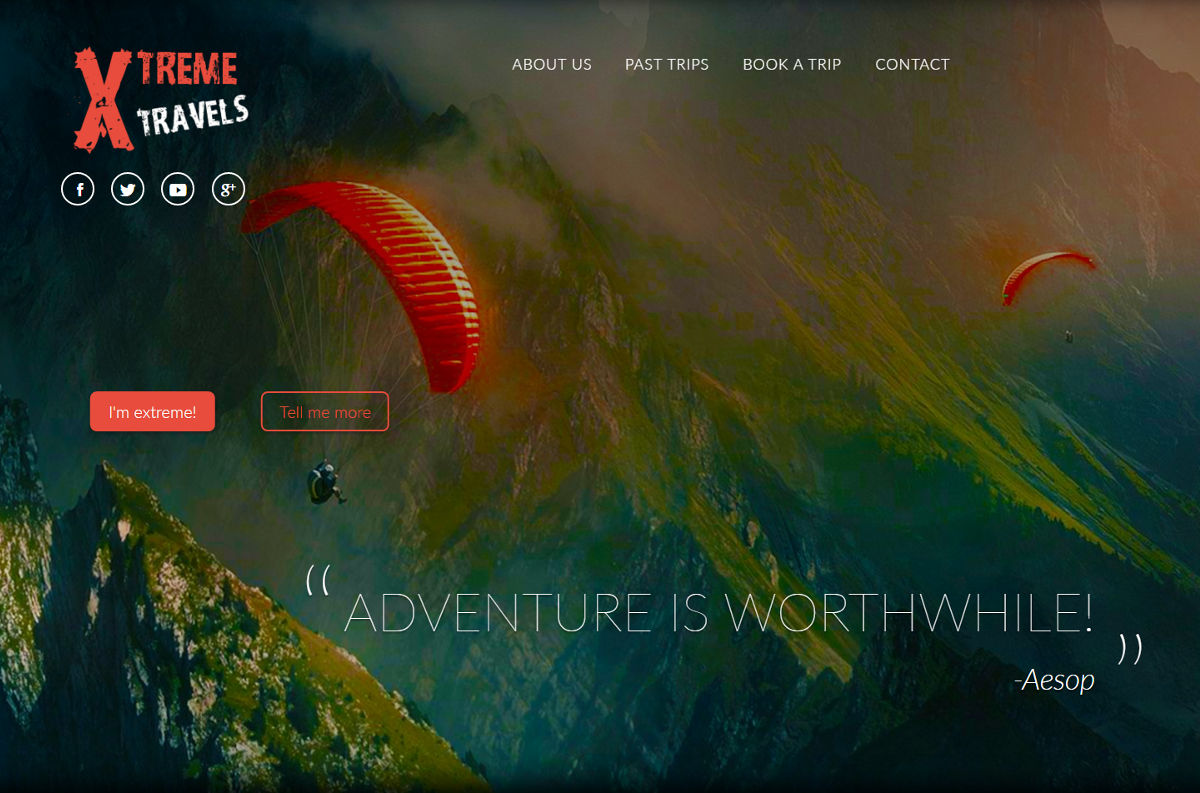 XTREME
TRAVELS
ABOUT US
PAST TRIPS
BOOK A TRIP
CONTACT
f
g+
I'm extreme!
Tell me more
“ ADVENTURE IS WORTHWHILE! ”
-Aesop